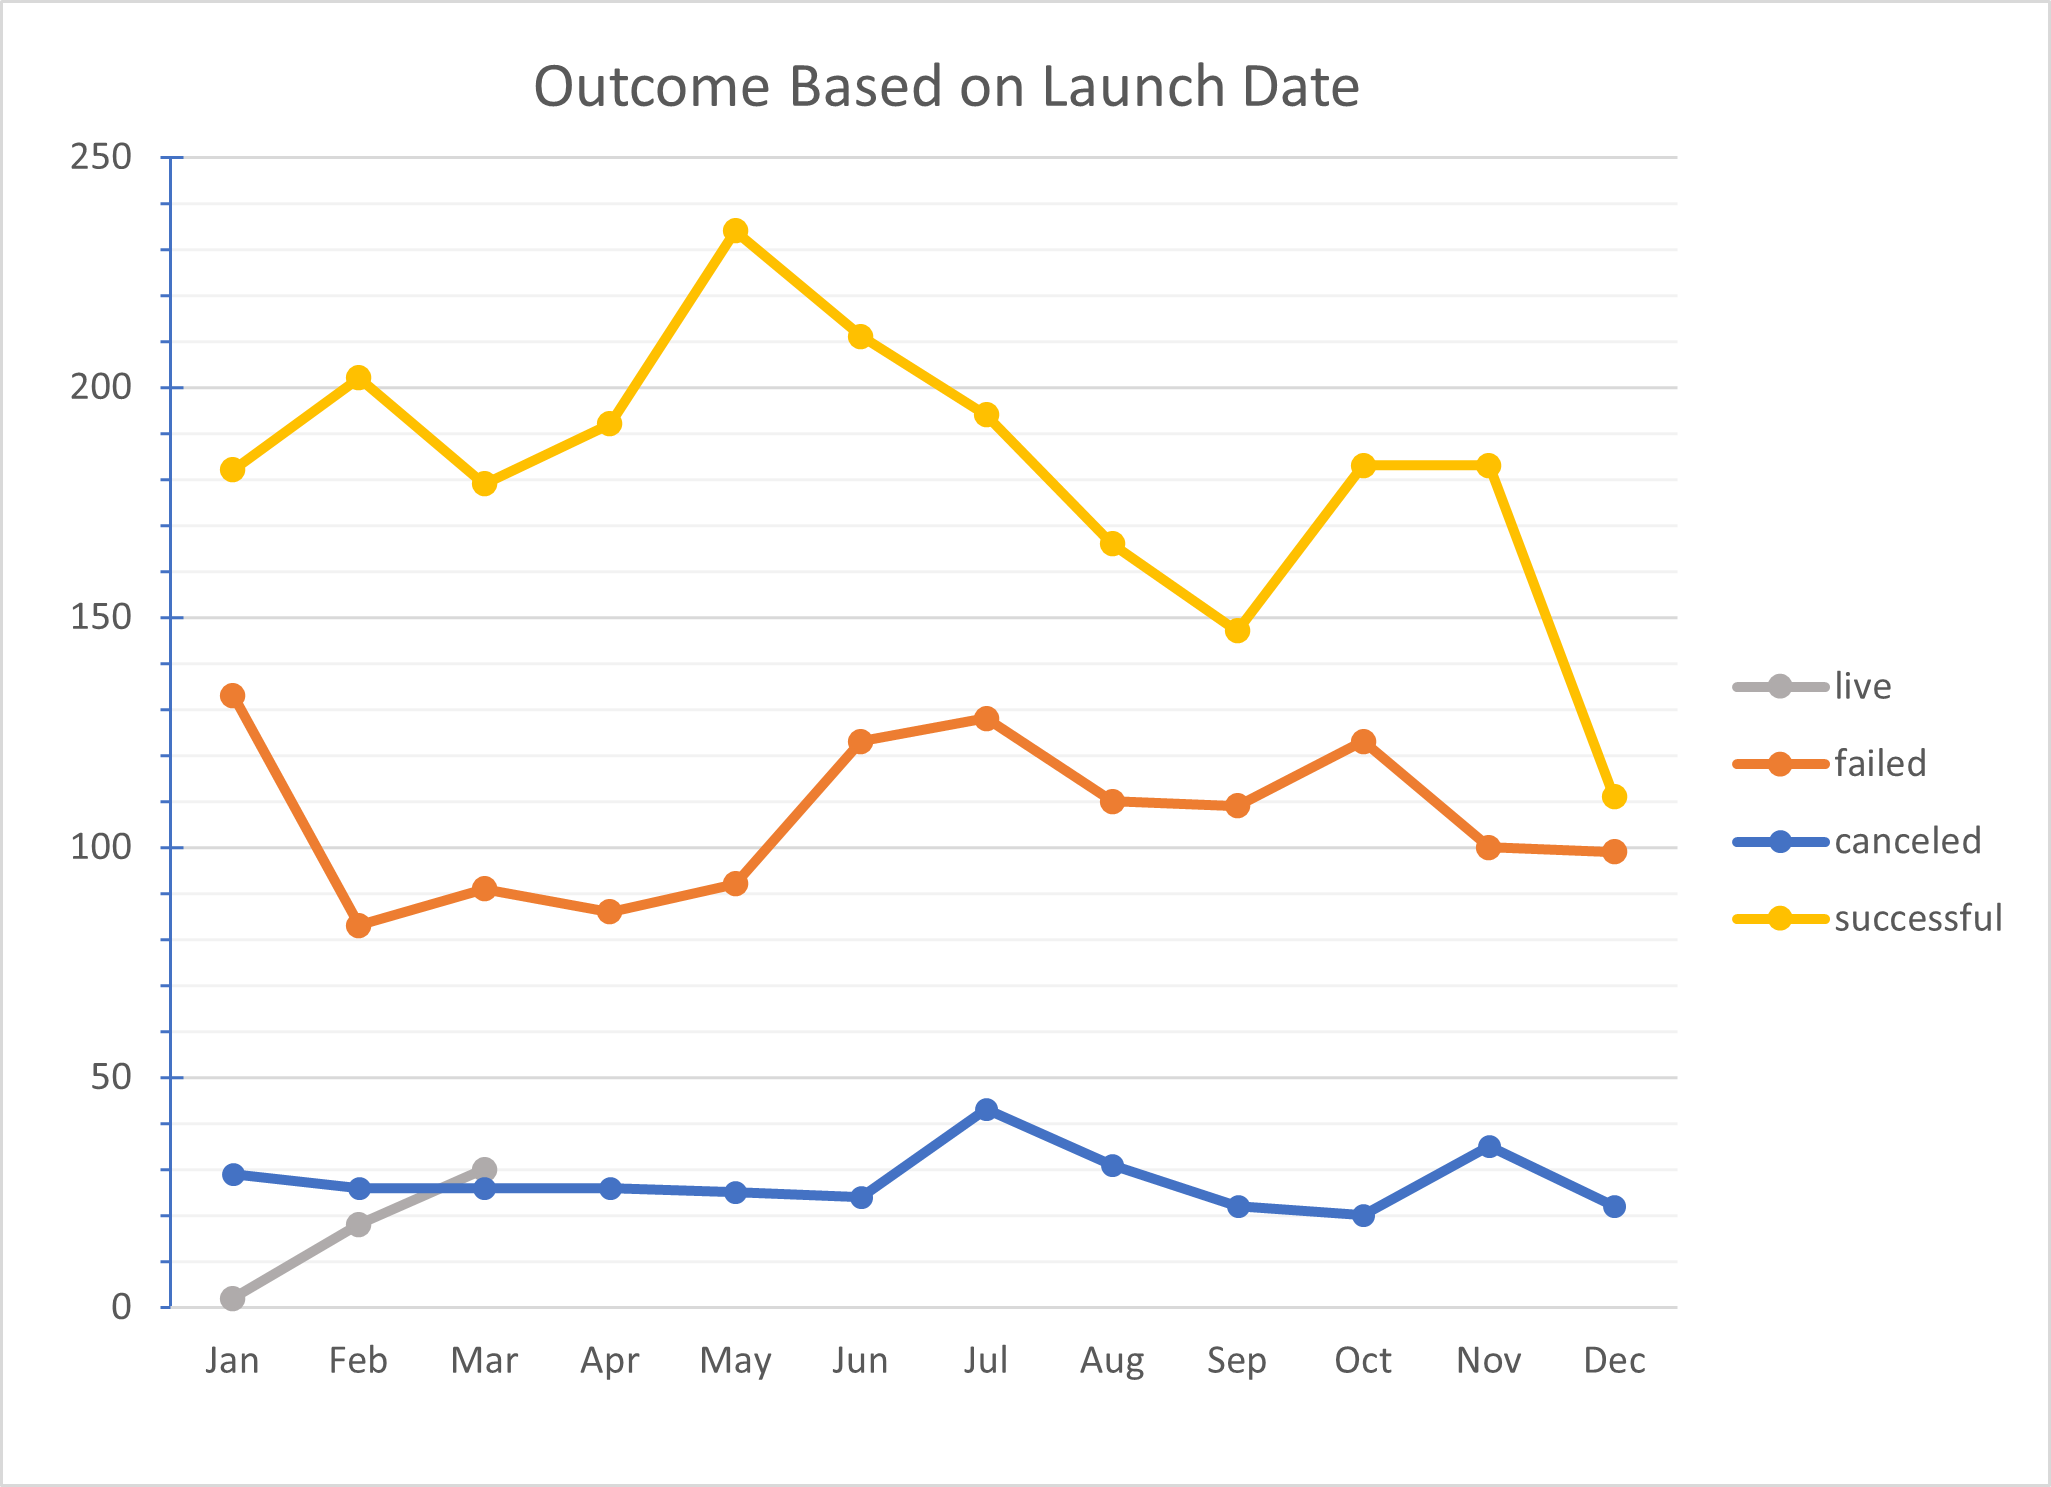 Outcome Based on Launch Date
250
200
150
100
50
0
Jan Feb Mar Apr May Jun Jul Aug Sep Oct Nov Dec
live
failed
canceled
successful